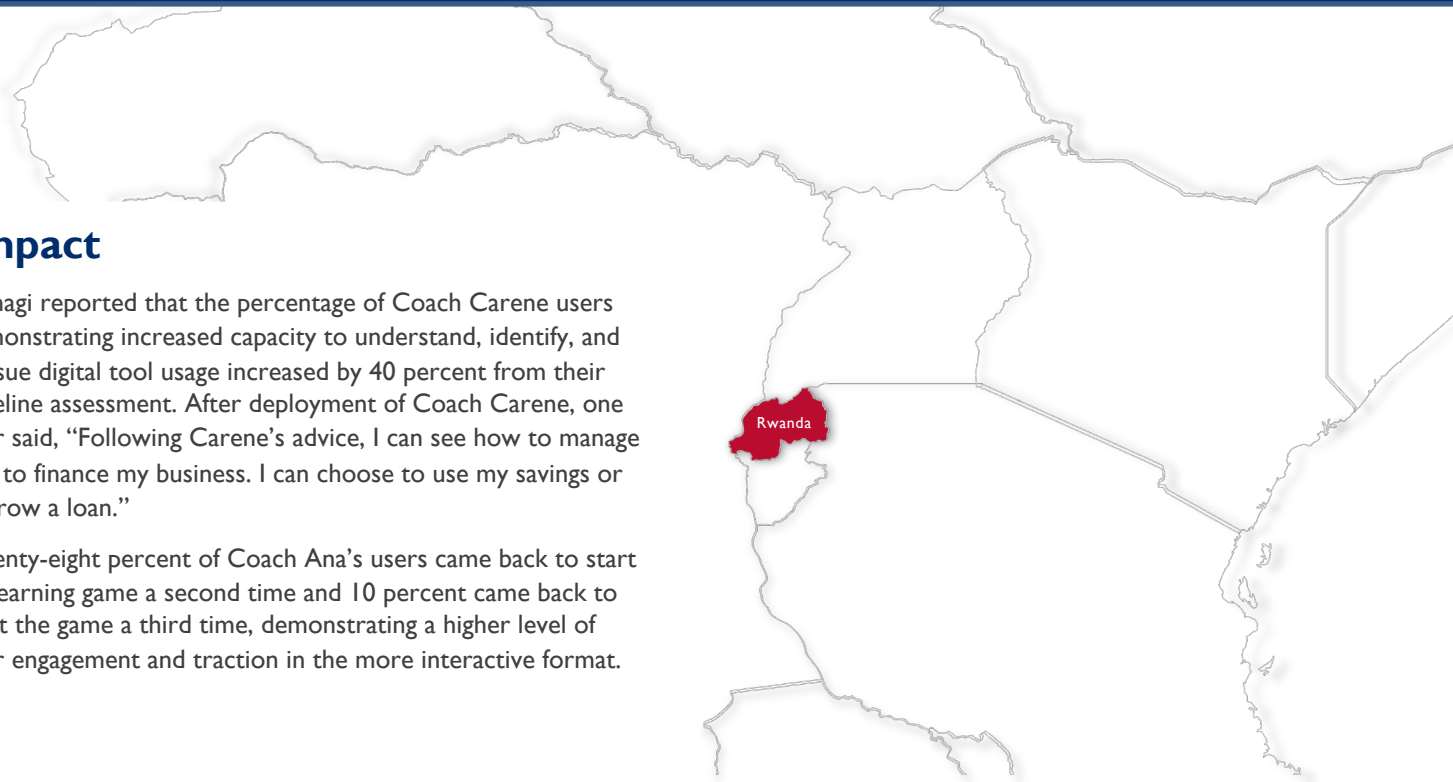 mpact
nagi reported that the percentage of Coach Carene users
monstrating increased capacity to understand, identify, and
sue digital tool usage increased by 40 percent from their
eline assessment. After deployment of Coach Carene, one
r said, “Following Carene’s advice, I can see how to manage
to finance my business. I can choose to use my savings or
row a loan.”
enty-eight percent of Coach Ana’s users came back to start
earning game a second time and 10 percent came back to
t the game a third time, demonstrating a higher level of
r engagement and traction in the more interactive format.
Rwanda